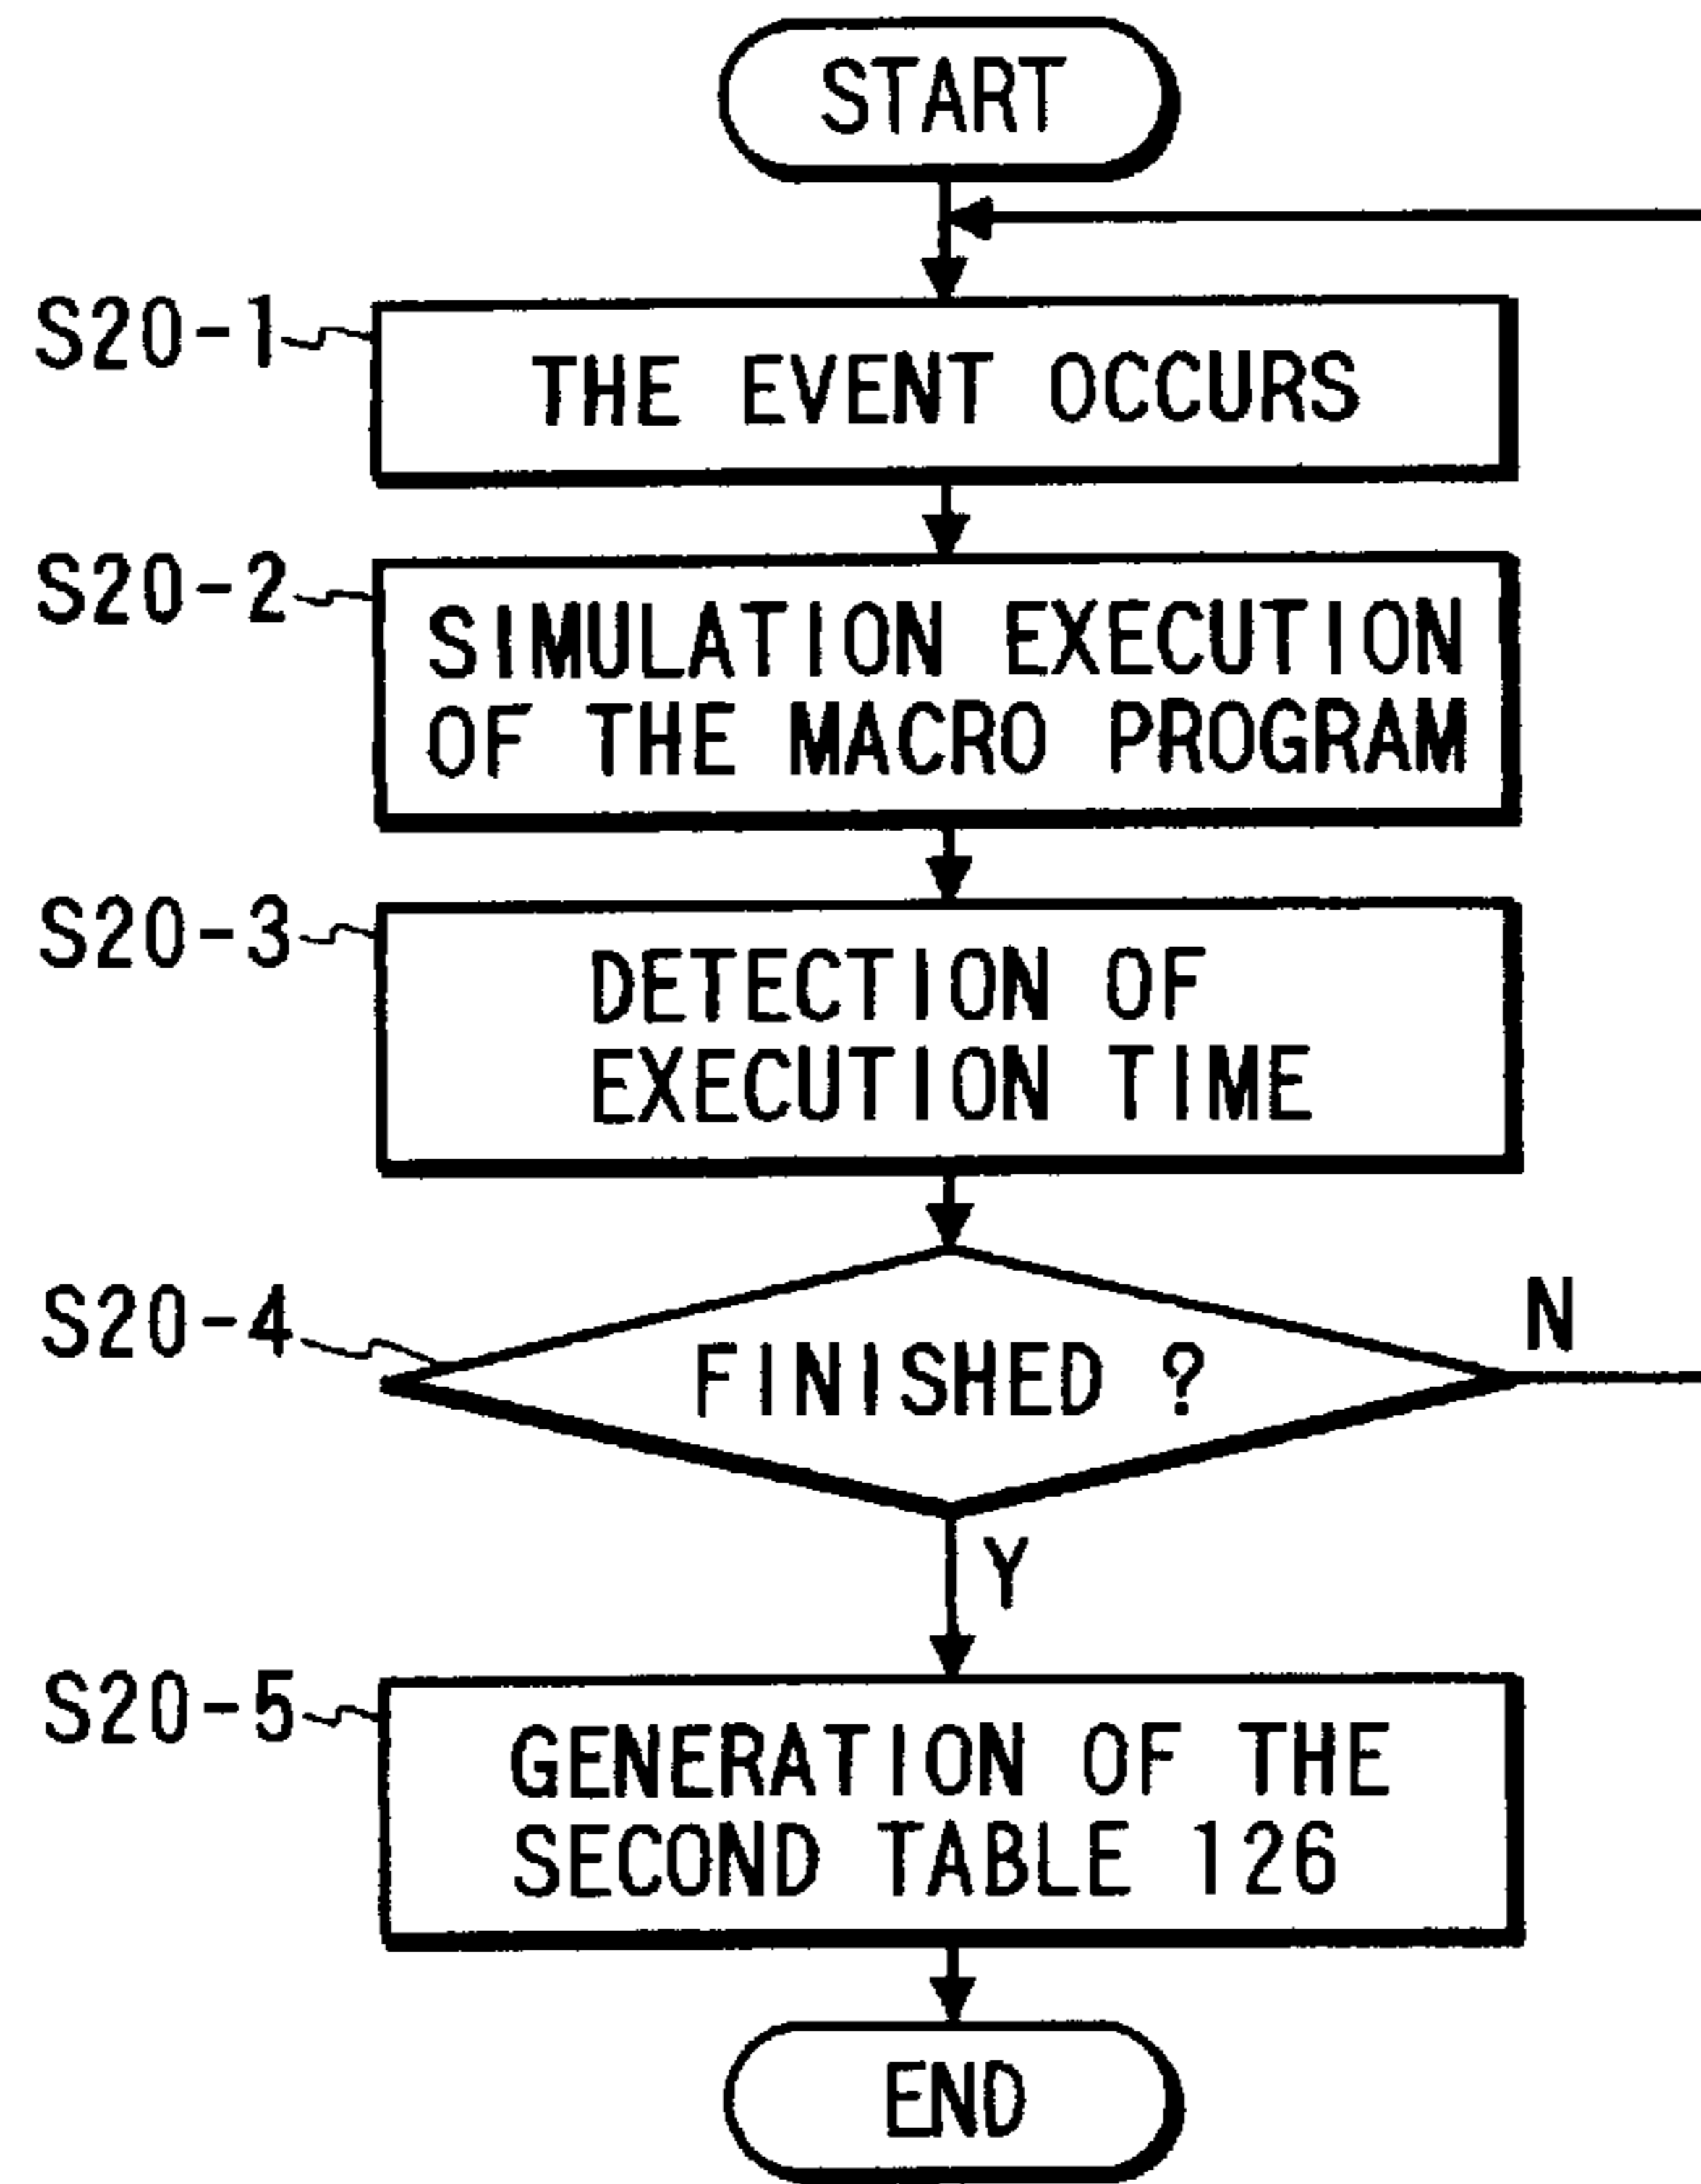 START
S20-1
THE EVENT OCCURS
S20-2
SIMULATION EXECUTION
OF THE MACRO PROGRAM
S20-3
DETECTION OF
EXECUTION TIME
S20-4
FINISHED ?
N
Y
S20-5
GENERATION OF THE
SECOND TABLE 126
END